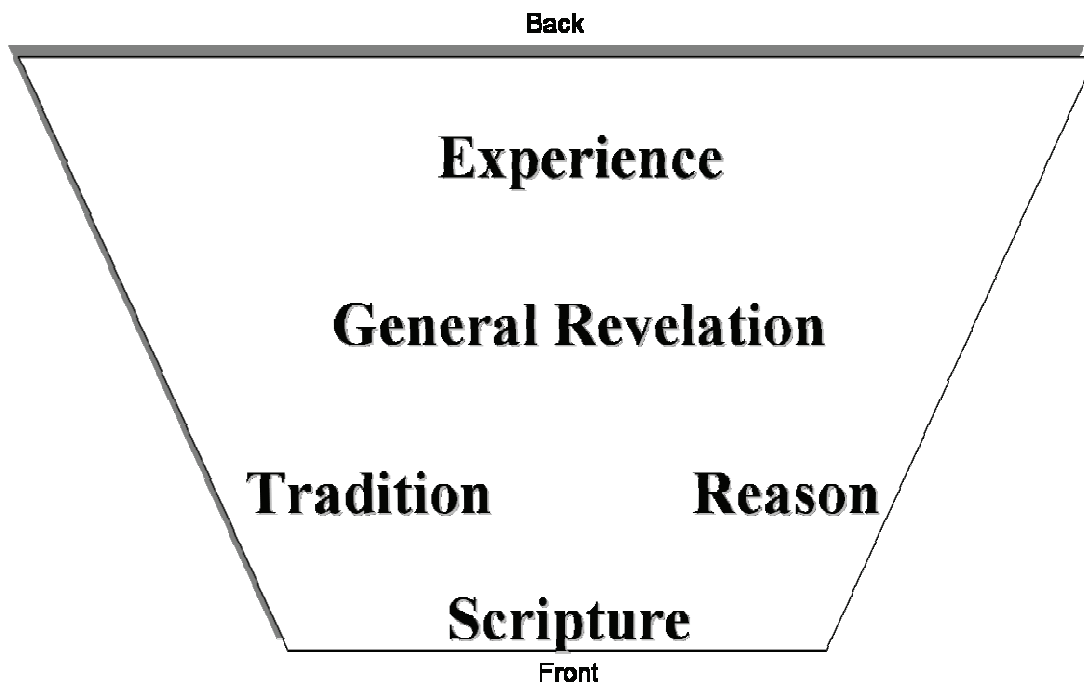 Back
Experience
General Revelation
Tradition Reason
Scripture
Front